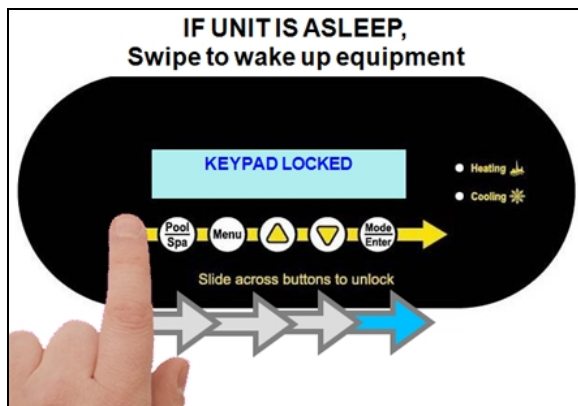 IF UNIT IS ASLEEP,
Swipe to wake up equipment
KEYPAD LOCKED
Heating
Cooling
Pool
Spa
Menu
Mode
Enter
Slide across buttons to unlock